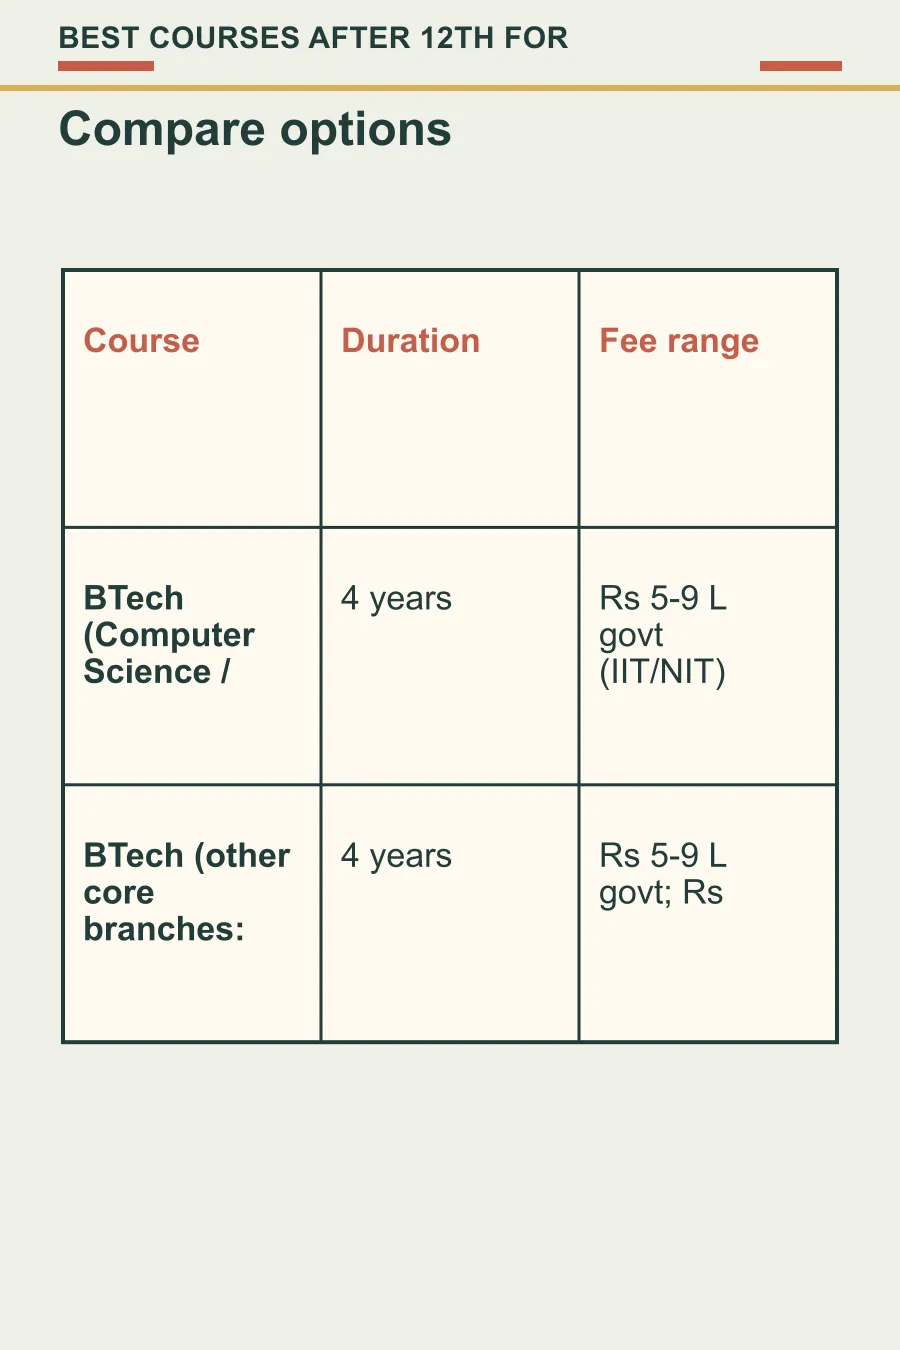 BEST COURSES AFTER 12TH FOR
Compare options
Course
Duration
Fee range
BTech
(Computer
Science /
4 years
Rs 5-9 L
govt
(IIT/NIT)
BTech (other
core
branches:
4 years
Rs 5-9 L
govt; Rs